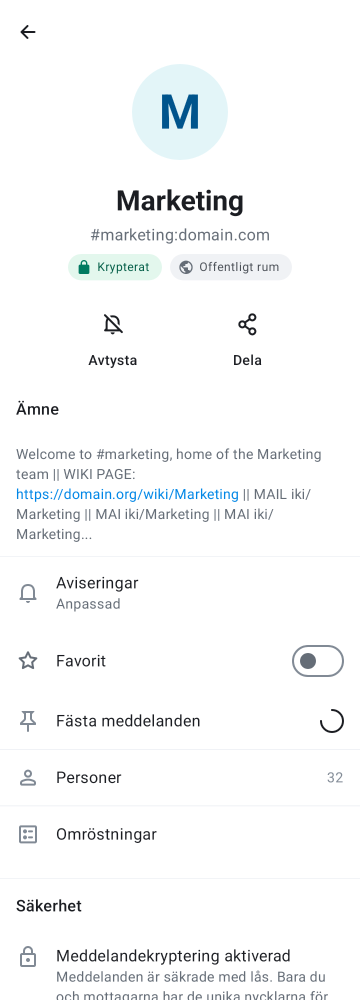 M
Marketing
#marketing:domain.com
Krypterat
Offentligt rum
Avtysta
Dela
Ämne
Welcome to #marketing, home of the Marketing
team || WIKI PAGE:
https://domain.org/wiki/Marketing || MAIL iki/
Marketing || MAI iki/Marketing || MAI iki/
Marketing...
Aviseringar
Anpassad
Favorit
Fästa meddelanden
Personer 32
Omröstningar
Säkerhet
Meddelandekryptering aktiverad
Meddelanden är säkrade med lås. Bara du
och mottagarna har de unika nycklarna för